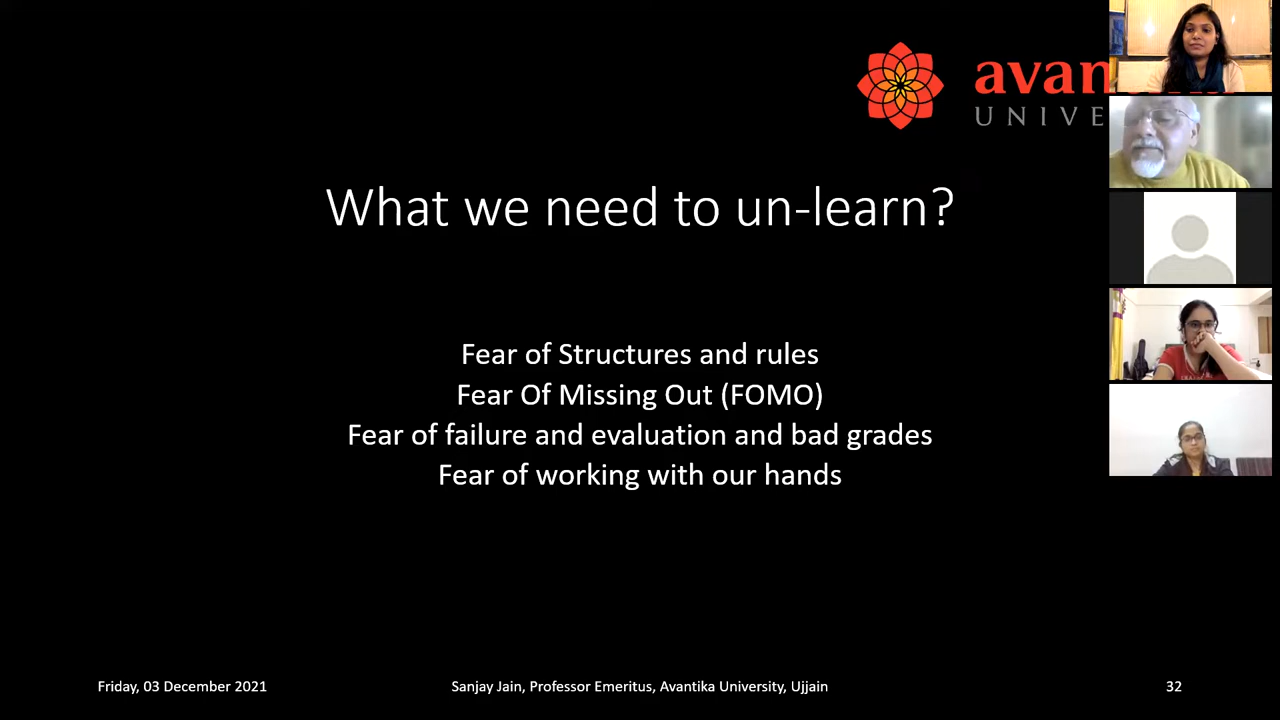 avan
UNIVE
What we need to un-learn?
Fear of Structures and rules
Fear Of Missing Out (FOMO)
Fear of failure and evaluation and bad grades
Fear of working with our hands
Friday, 03 December 2021
Sanjay Jain, Professor Emeritus, Avantika University, Ujjain
32